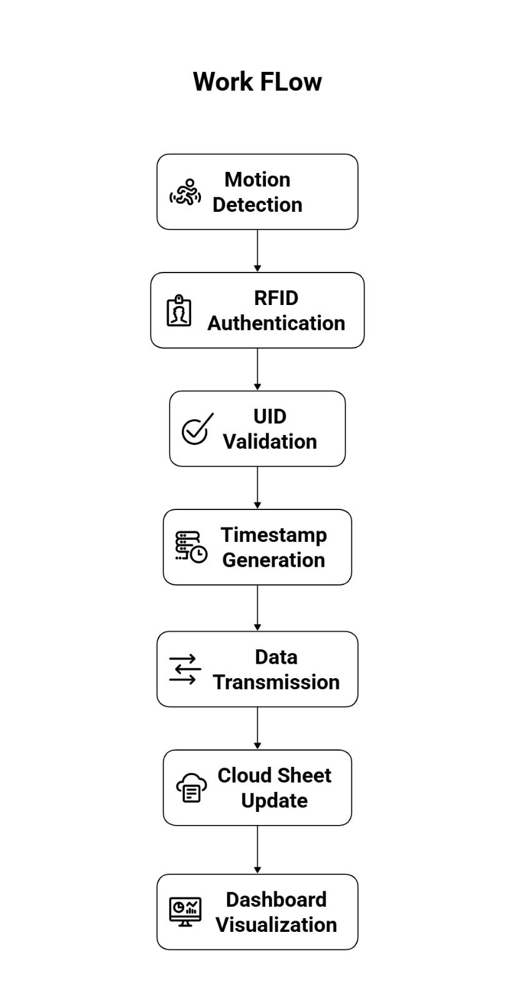 Work FLow
Motion
Detection
RFID
Authentication
UID
Validation
Timestamp
Generation
Data
Transmission
Cloud Sheet
Update
Dashboard
Visualization